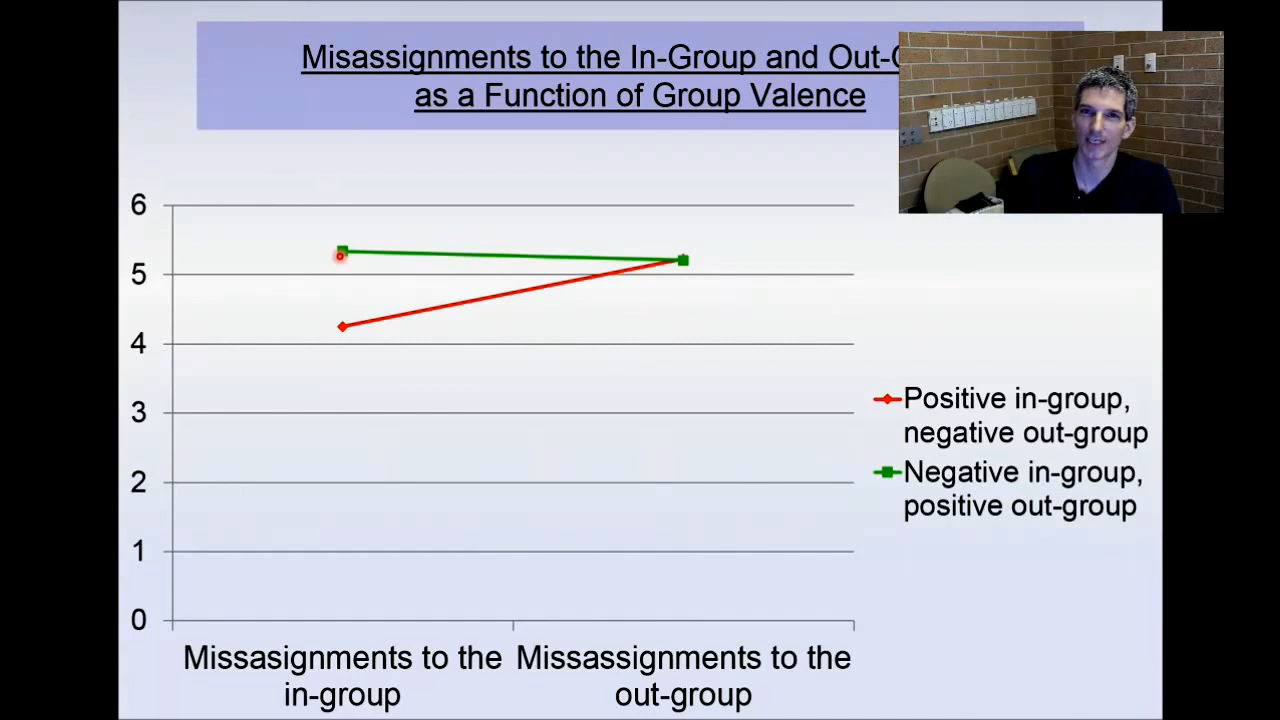 Misassignments to the In-Group and
as a Function of Group Valence
6
5
4
3
2
1
0
Missasignments to the
in-group
Missassignments to the
out-group
Positive in-group,
negative out-group
Negative in-group,
positive out-group